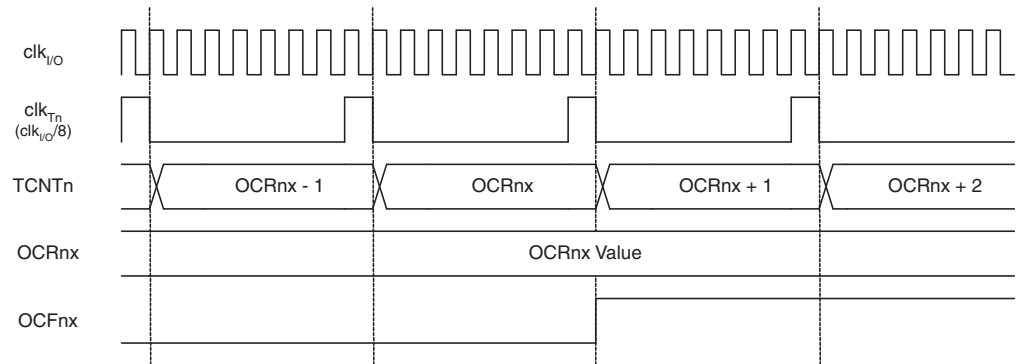 clkI/O
clkTn
(clkI/O/8)
TCNTn
OCRnx - 1
OCRnx
OCRnx + 1
OCRnx + 2
OCRnx
OCRnx Value
OCFnx